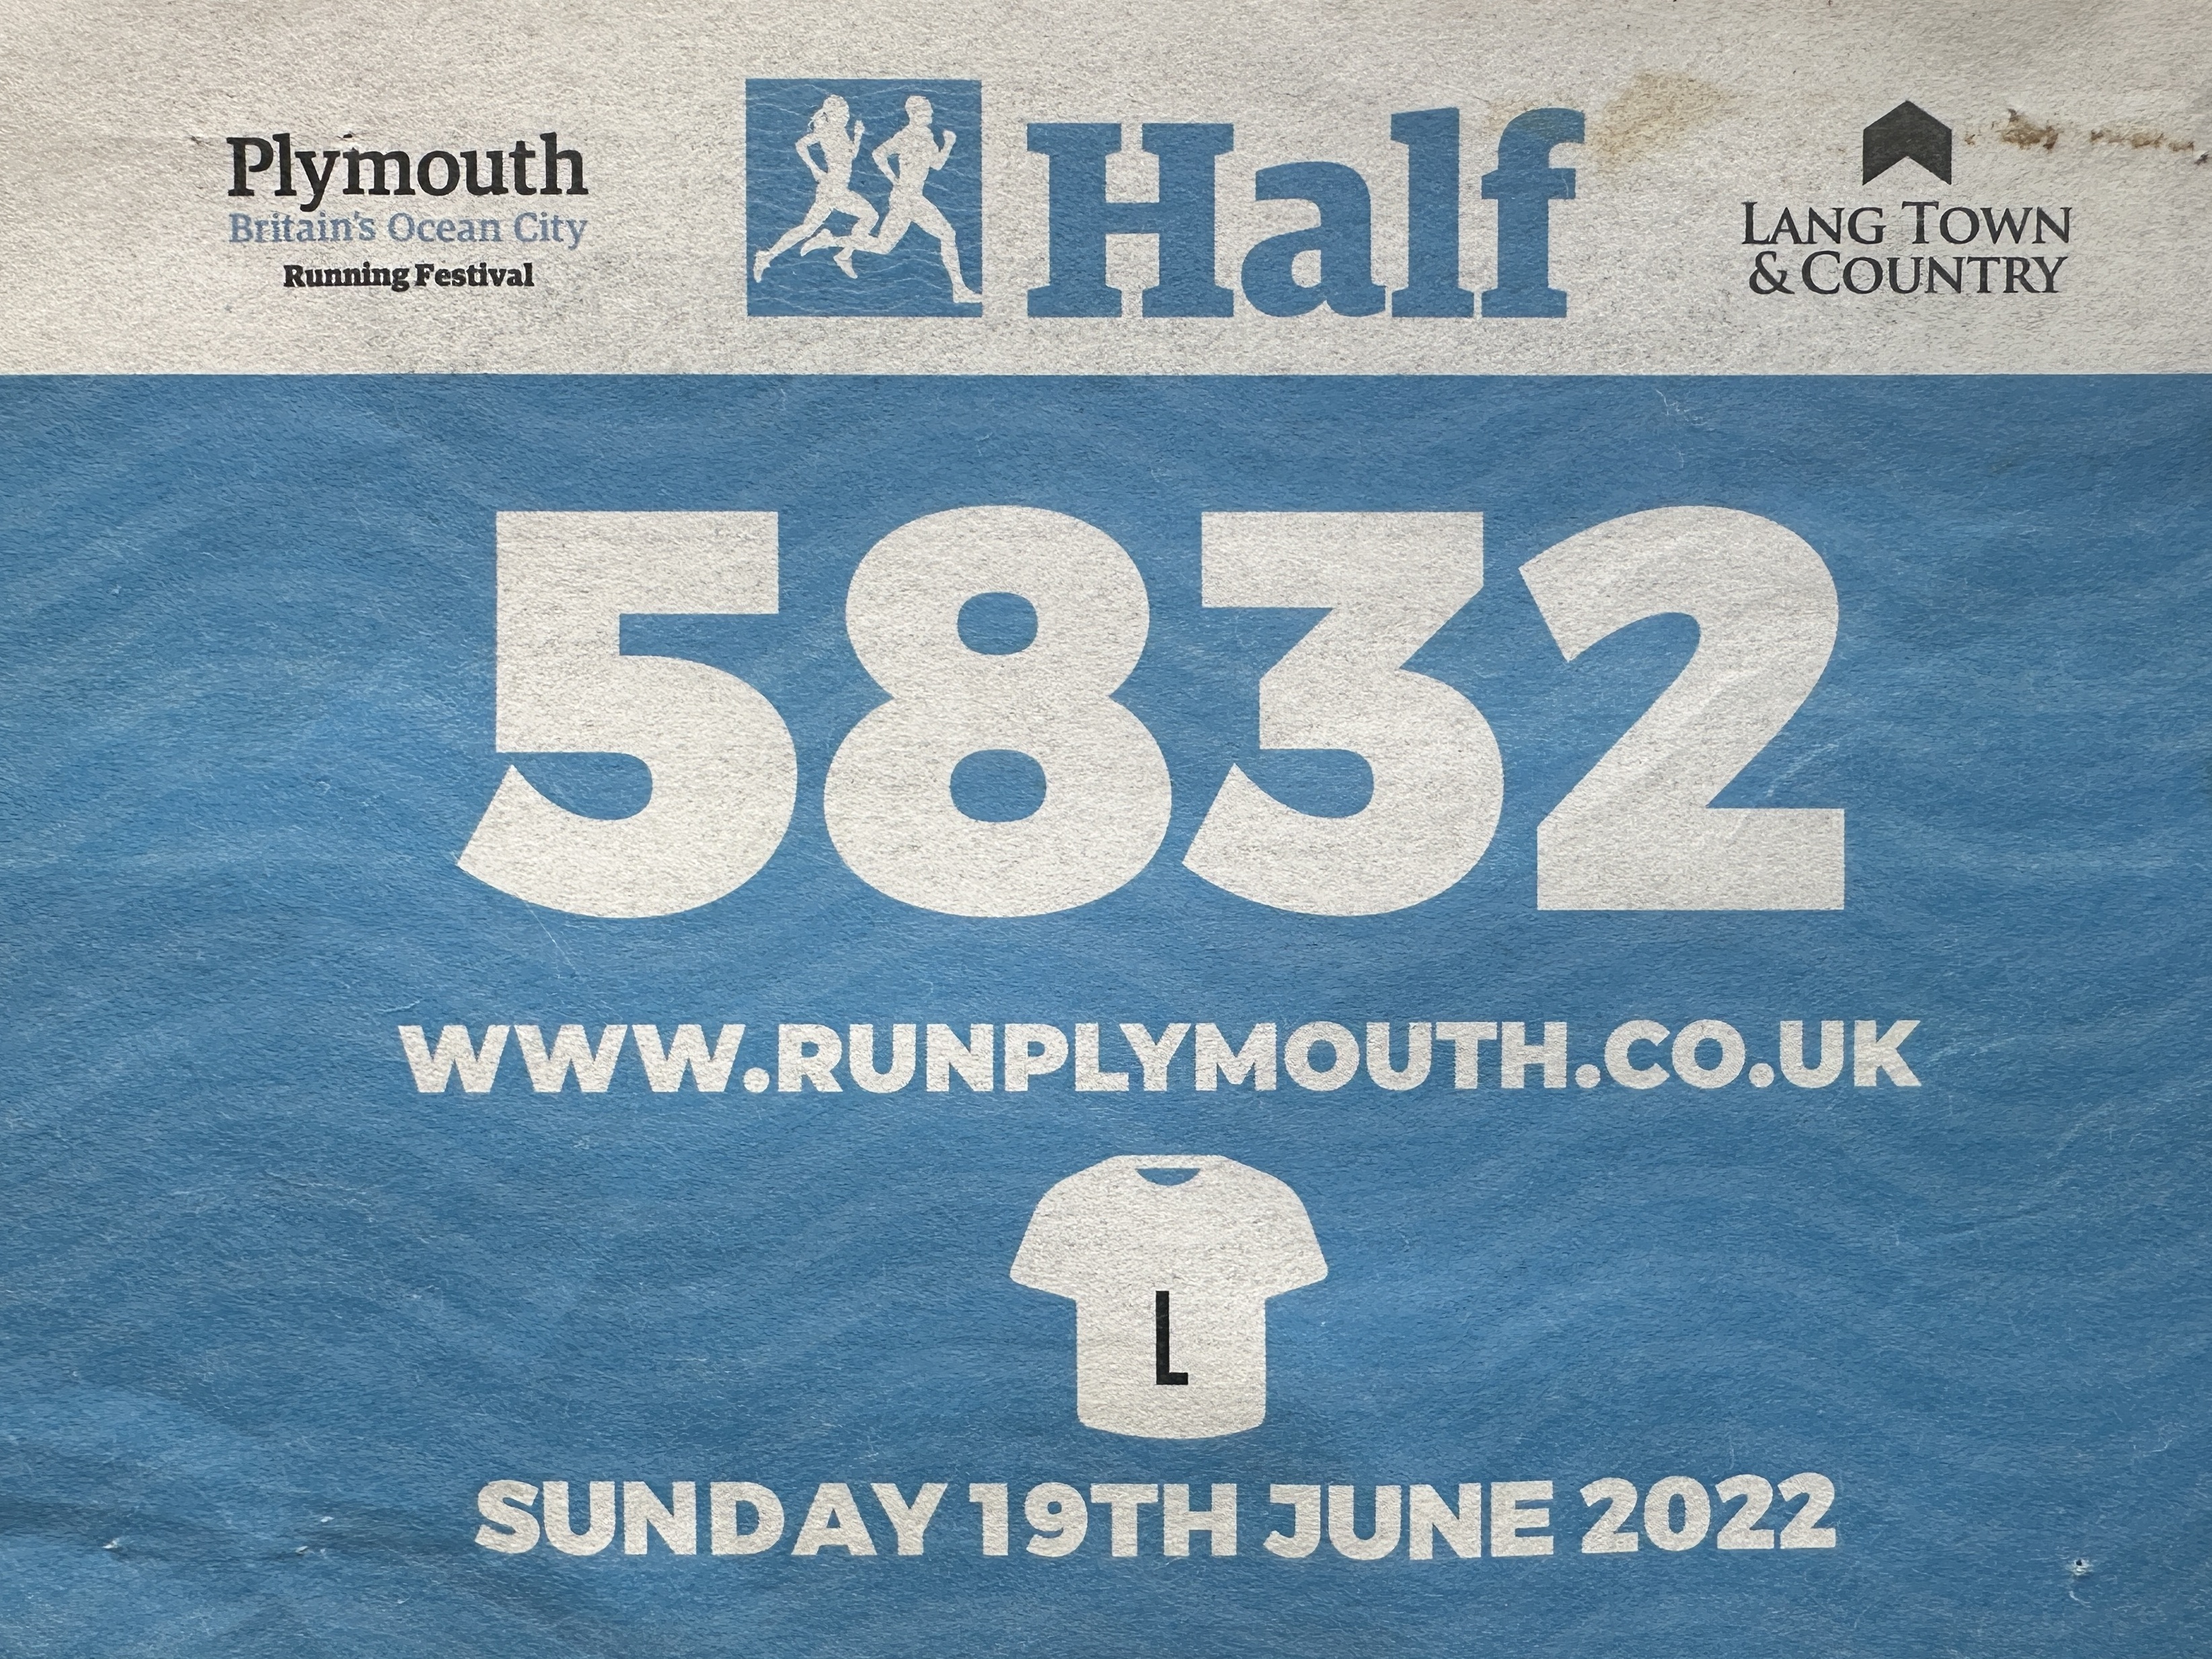 Plymouth
Britain's Ocean City
Running Festival
Half
LANG TOWN
& COUNTRY
5832
WWW.RUNPLYMOUTH.CO.UK
L
SUNDAY 19TH JUNE 2022